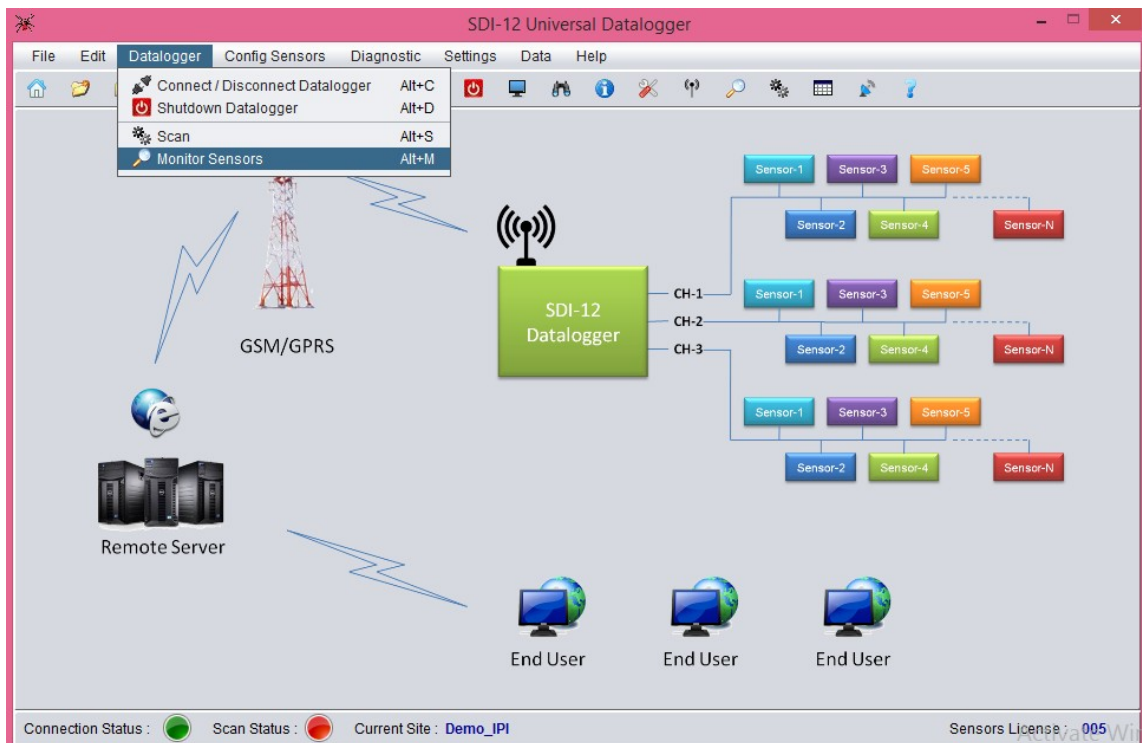 SDI-12 Universal Datalogger
File Edit Datalogger Config Sensors Diagnostic Settings Data Help
Connect / Disconnect Datalogger Alt+C
Shutdown Datalogger Alt+D
Scan Alt+S
Monitor Sensors Alt+M
Sensor-1 Sensor-3 Sensor-5
Sensor-2 Sensor-4 Sensor-N
SDI-12
Datalogger
CH-1
CH-2
CH-3
Sensor-1 Sensor-3 Sensor-5
Sensor-2 Sensor-4 Sensor-N
GSM/GPRS
Sensor-1 Sensor-3 Sensor-5
Sensor-2 Sensor-4 Sensor-N
Remote Server
End User End User End User
Connection Status : Scan Status : Current Site : Demo_IPI Sensors License : 005
Activate Win